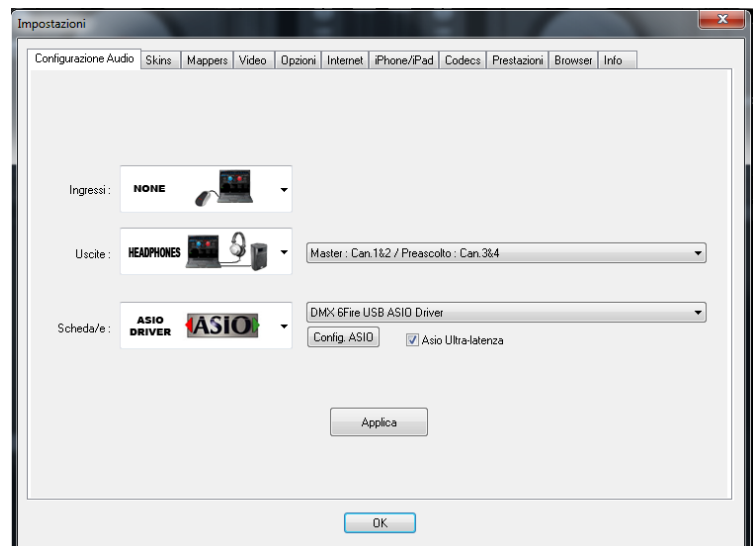 Impostazioni
Configurazione Audio Skins Mappers Video Opzioni Internet iPhone/iPad Codecs Prestazioni Browser Info
Ingressi : NONE
Uscite : HEADPHONES Master : Can.1&2 / Preascolto : Can.3&4
Scheda/e : ASIO DRIVER ASIO DMX 6Fire USB ASIO Driver
Config. ASIO Asio Ultra-latenza
Applica
OK